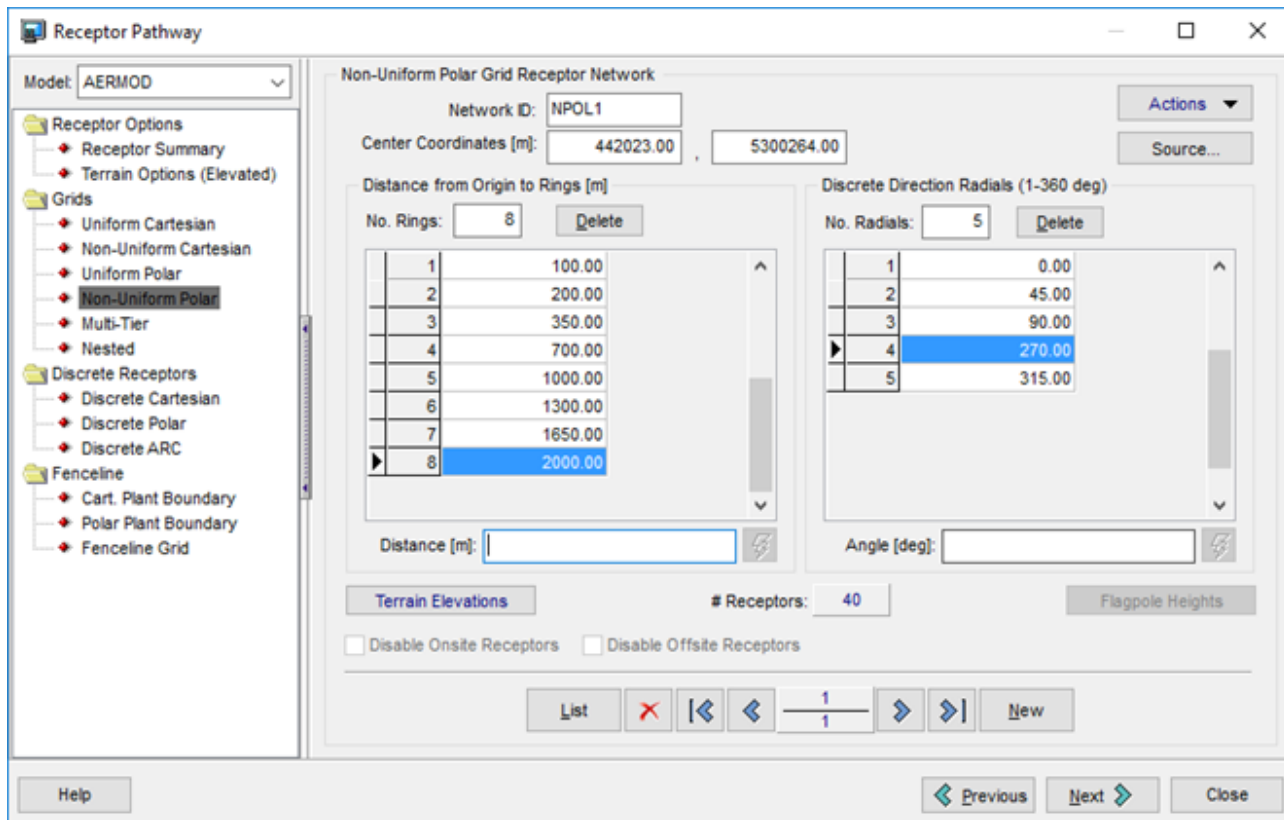 Receptor Pathway
Model: AERMOD
Receptor Options
Receptor Summary
Terrain Options (Elevated)
Grids
Uniform Cartesian
Non-Uniform Cartesian
Uniform Polar
Non-Uniform Polar
Multi-Tier
Nested
Discrete Receptors
Discrete Cartesian
Discrete Polar
Discrete ARC
Fenceline
Cart. Plant Boundary
Polar Plant Boundary
Fenceline Grid
Non-Uniform Polar Grid Receptor Network
Network ID: NPOL1
Actions
Center Coordinates [m]: 442023.00 , 5300264.00
Source...
Distance from Origin to Rings [m]
No. Rings: 8 Delete
1 100.00
2 200.00
3 350.00
4 700.00
5 1000.00
6 1300.00
7 1650.00
8 2000.00
Distance [m]:
Discrete Direction Radials (1-360 deg)
No. Radials: 5 Delete
1 0.00
2 45.00
3 90.00
4 270.00
5 315.00
Angle [deg]:
Terrain Elevations # Receptors: 40 Flagpole Heights
Disable Onsite Receptors Disable Offsite Receptors
List 1 New
1
Help Previous Next Close